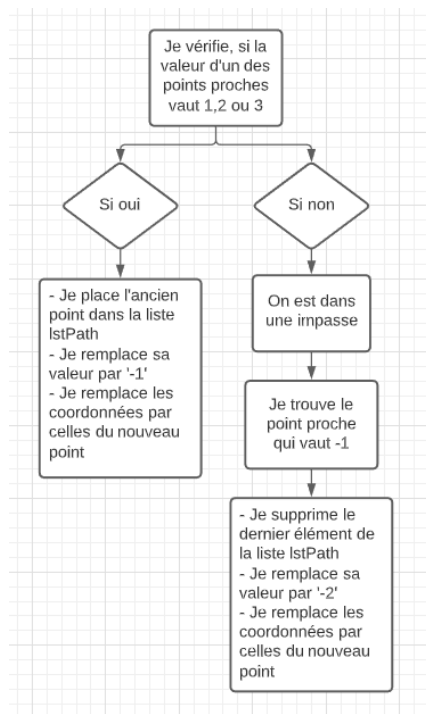 Je vérifie, si la
valeur d'un des
points proches
vaut 1,2 ou 3
Si oui
Si non
- Je place l'ancien
point dans la liste
lstPath
- Je remplace sa
valeur par '-1'
- Je remplace les
coordonnées par
celles du nouveau
point
On est dans
une impasse
Je trouve le
point proche
qui vaut -1
- Je supprime le
dernier élément de
la liste lstPath
- Je remplace sa
valeur par '-2'
- Je remplace les
coordonnées par
celles du nouveau
point